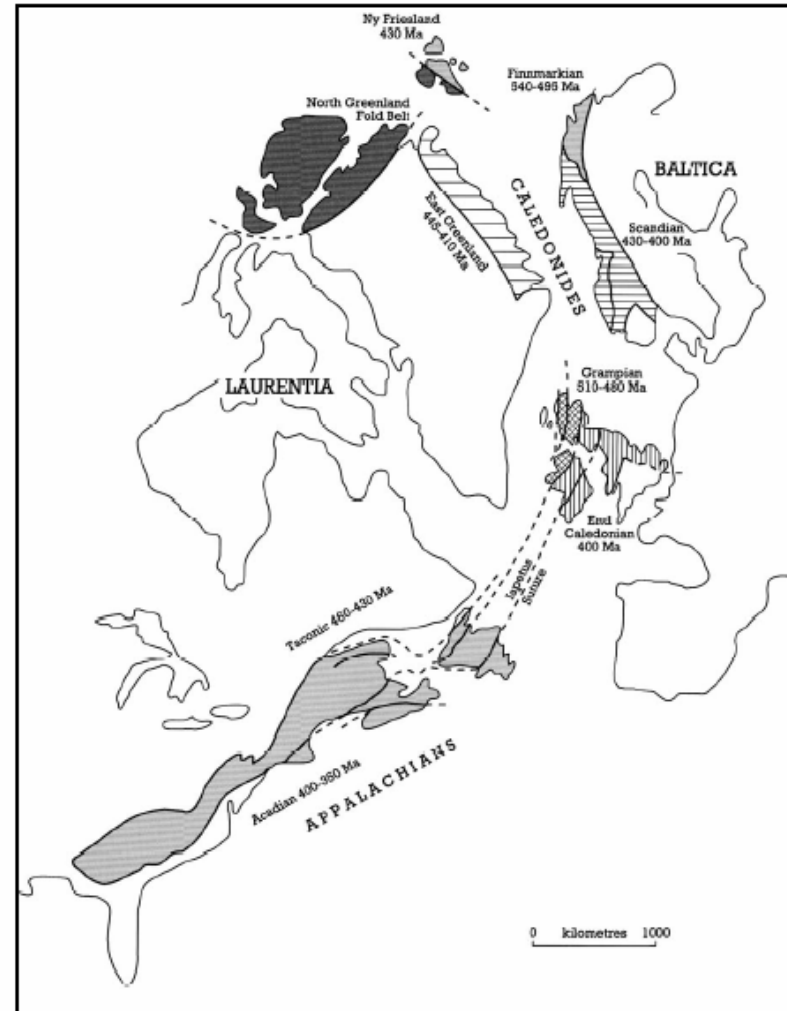 Ny Friesland
430 Ma
Finnmarkian
540-495 Ma
North Greenland
Fold Belt
BALTICA
CALEDONIDES
East Greenland
445-410 Ma
Scandian
430-400 Ma
LAURENTIA
Grampian
510-480 Ma
End
Caledonian
400 Ma
Iapetus
Suture
Taconic 460-430 Ma
Acadian 400-360 Ma
APPALACHIANS
0 kilometres 1000